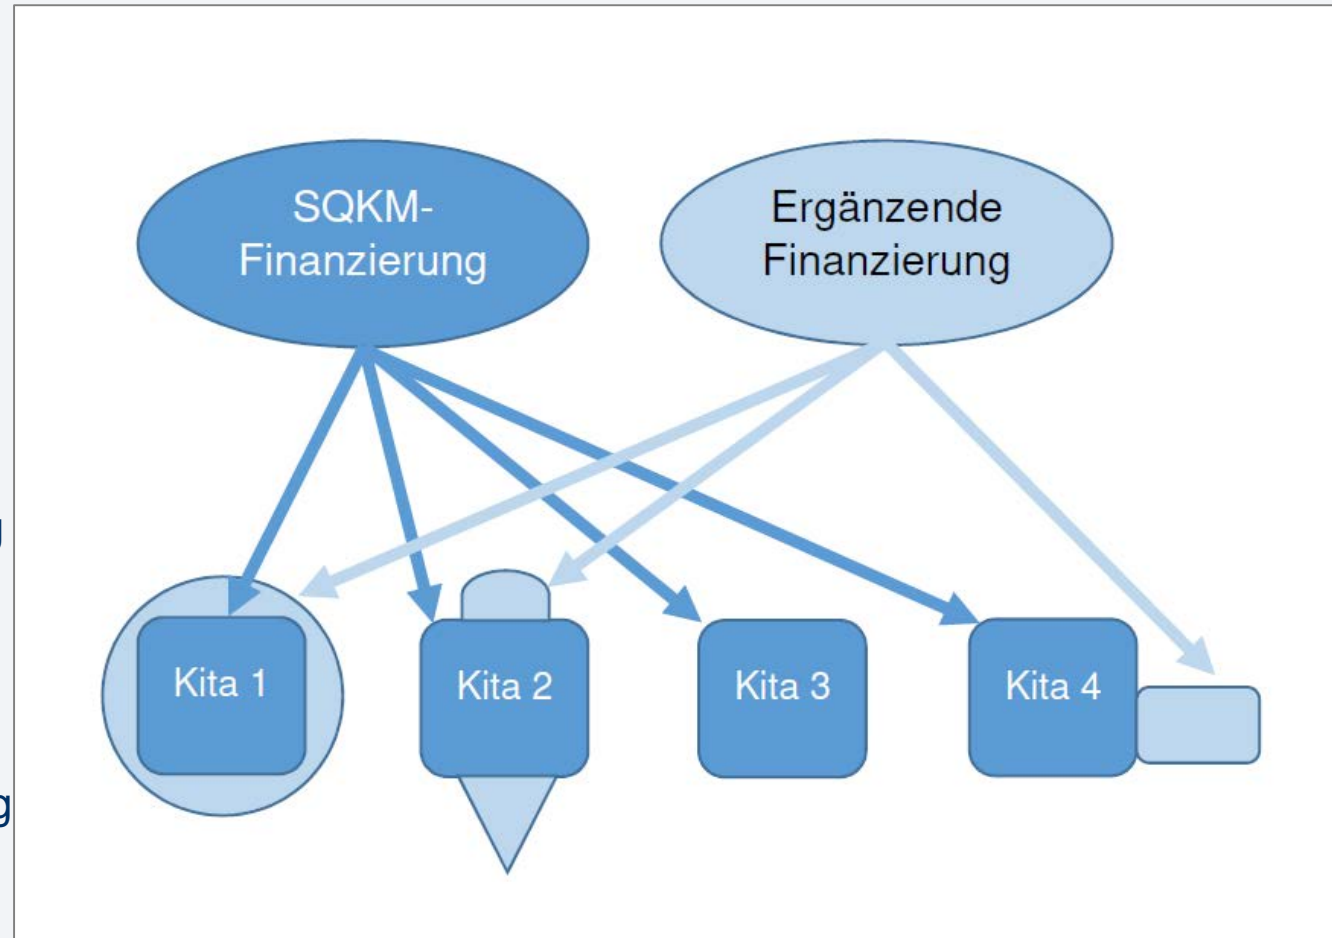 SQKM-
Finanzierung
Ergänzende
Finanzierung
g
g
Kita 1
Kita 2
Kita 3
Kita 4